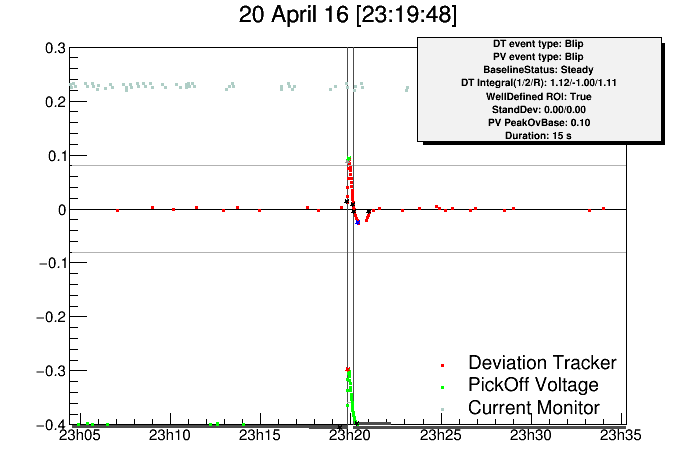 20 April 16 [23:19:48]
DT event type: Blip
PV event type: Blip
BaselineStatus: Steady
DT Integral(1/2/R): 1.12/-1.00/1.11
WellDefined ROI: True
StandDev: 0.00/0.00
PV PeakOvBase: 0.10
Duration: 15 s
0.3
0.2
0.1
0
−0.1
−0.2
−0.3
−0.4
Deviation Tracker
PickOff Voltage
Current Monitor
23h05 23h10 23h15 23h20 23h25 23h30 23h35